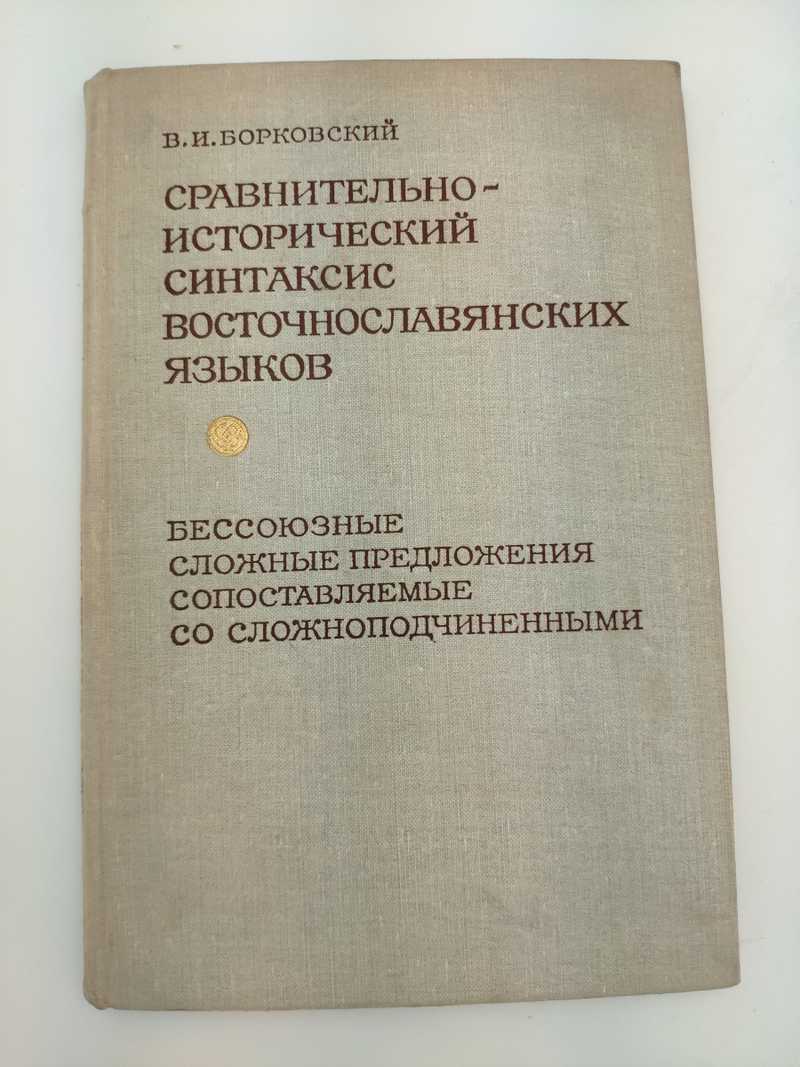 В.И.БОРКОВСКИЙ
СРАВНИТЕЛЬНО-
ИСТОРИЧЕСКИЙ
СИНТАКСИС
ВОСТОЧНОСЛАВЯНСКИХ
ЯЗЫКОВ
БЕССОЮЗНЫЕ
СЛОЖНЫЕ ПРЕДЛОЖЕНИЯ
СОПОСТАВЛЯЕМЫЕ
СО СЛОЖНОПОДЧИНЕННЫМИ